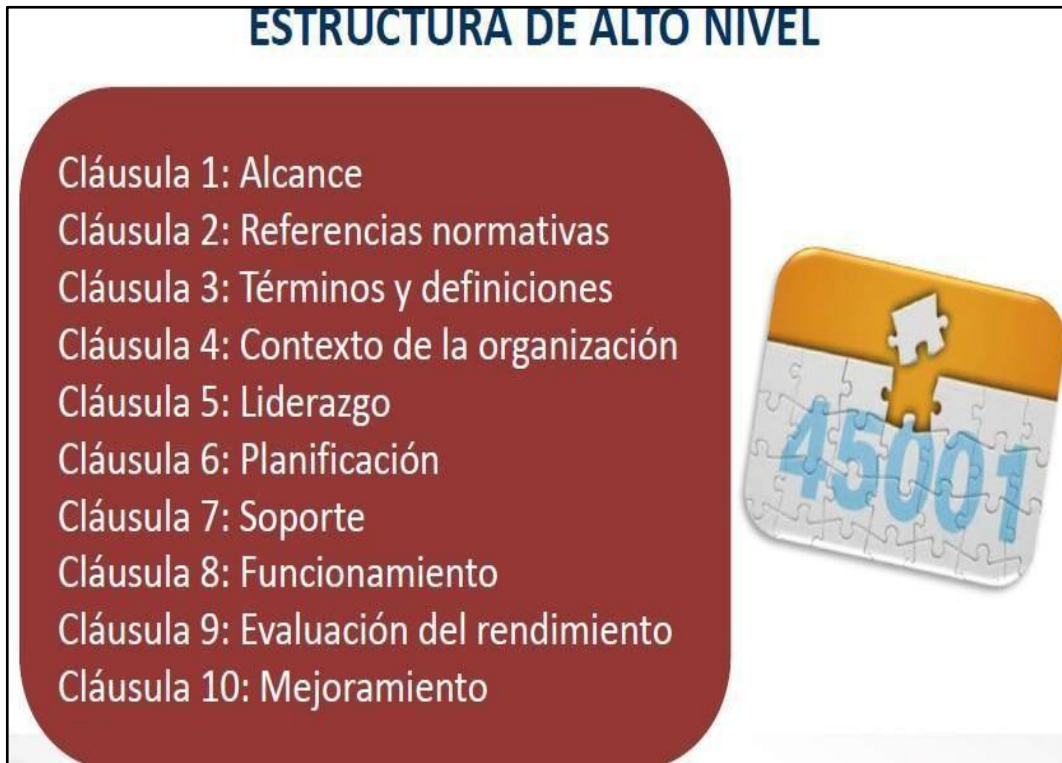 ESTRUCTURA DE ALTO NIVEL
Cláusula 1: Alcance
Cláusula 2: Referencias normativas
Cláusula 3: Términos y definiciones
Cláusula 4: Contexto de la organización
Cláusula 5: Liderazgo
Cláusula 6: Planificación
Cláusula 7: Soporte
Cláusula 8: Funcionamiento
Cláusula 9: Evaluación del rendimiento
Cláusula 10: Mejoramiento
45001